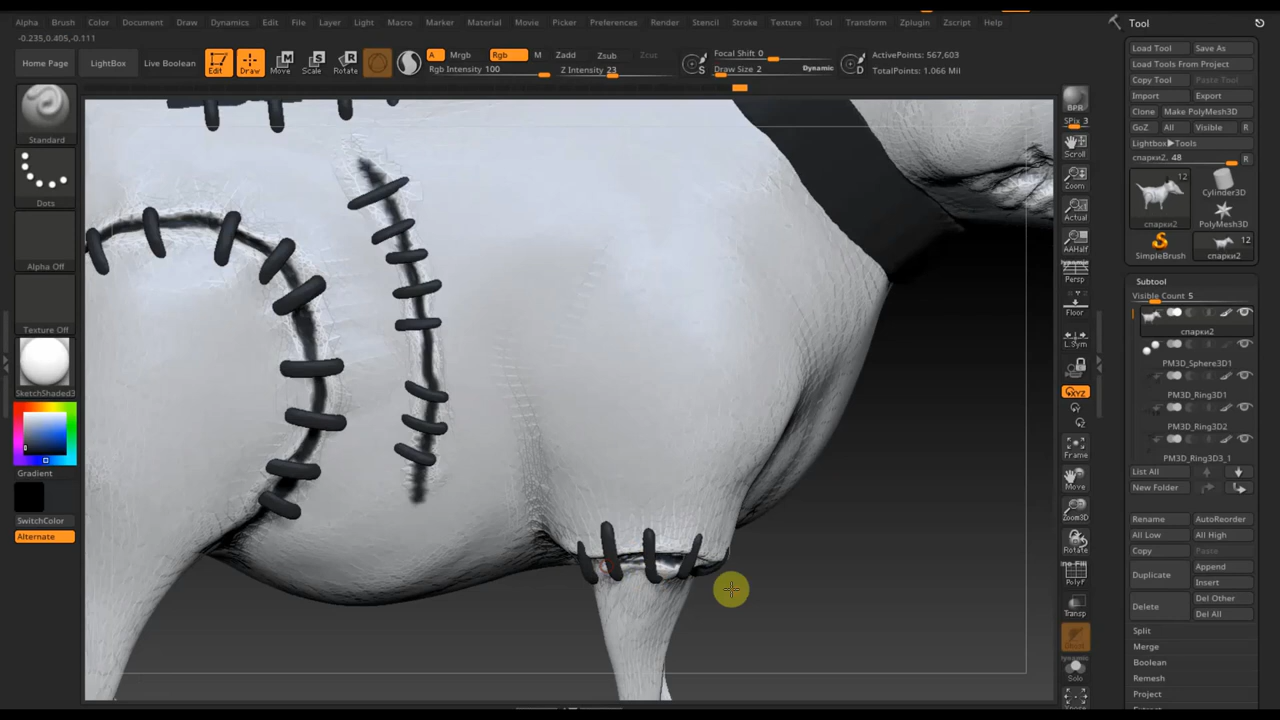 Alpha Brush Color Document Draw Dynamics Edit File Layer Light Macro Marker Material Movie Picker Preferences Render Stencil Stroke Texture Tool Transform Zplugin Zscript Help
-0.235,0.405,-0.111
Home Page LightBox Live Boolean Edit Draw Move Scale Rotate
A Mrgb Rgb M Zadd Zsub Zcut
Rgb Intensity 100 Z Intensity 23
Focal Shift 0
Draw Size 2 Dynamic
S D
ActivePoints: 567,603
TotalPoints: 1.066 Mil
Standard
Dots
Alpha Off
Texture Off
SketchShaded3
Gradient
SwitchColor
Alternate
BPR
SPix 3
Scroll
Zoom
Actual
AAHalf
Dynamic
Persp
Floor
L.Sym
XYZ
Frame
Move
Zoom3D
Rotate
PolyF
Transp
Dynamic
Solo
Tool
Load Tool Save As
Load Tools From Project
Copy Tool Paste Tool
Import Export
Clone Make PolyMesh3D
GoZ All Visible R
Lightbox▶Tools
спарки2. 48 R
12
Cylinder3D
PolyMesh3D
спарки2
12
SimpleBrush спарки2
Subtool
Visible Count 5
спарки2
PM3D_Sphere3D1
PM3D_Ring3D1
PM3D_Ring3D2
PM3D_Ring3D3_1
List All
New Folder
Rename AutoReorder
All Low All High
Copy Paste
Duplicate Append
Insert
Delete Del Other
Del All
Split
Merge
Boolean
Remesh
Project